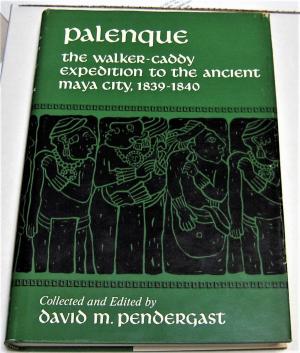 palenque
the walker-caddy
expedition to the ancient
maya city, 1839-1840
Collected and Edited by
david m. pendergast